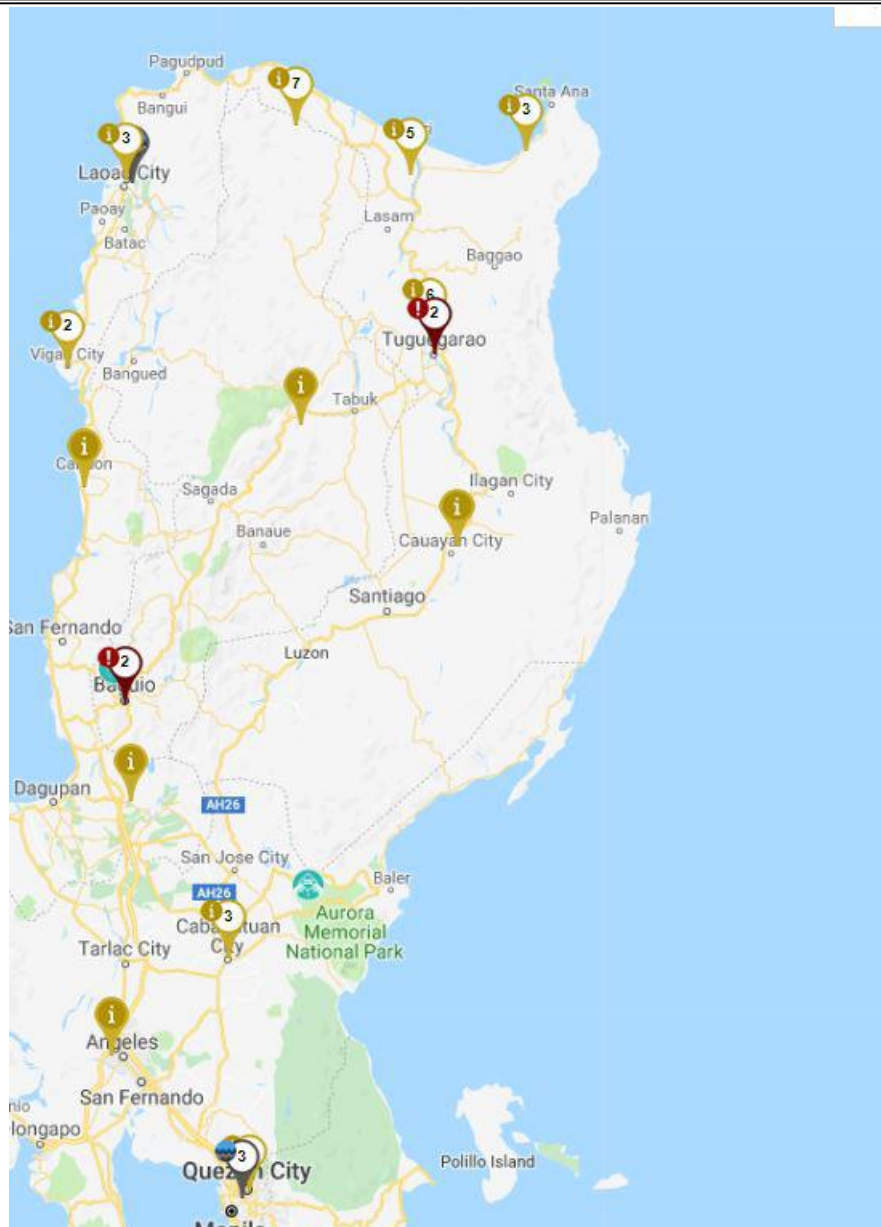 Pagudpud
Bangui
7
Santa Ana
3
5
3
Laoag City
Paoay
Batac
Lasam
Baggao
6
2
Tuguegarao
2
Vigan City
Bangued
i
Tabuk
i
Sagada
Ilagan City
i
Palanan
Banaue
Cauayan City
Santiago
San Fernando
Luzon
2
Baguio
i
Dagupan
AH26
San Jose City
Baler
AH26
3
Aurora
Memorial
National Park
Cabanatuan
City
Tarlac City
i
Angeles
San Fernando
longapo
3
Quezon City
Polillo Island
Manila